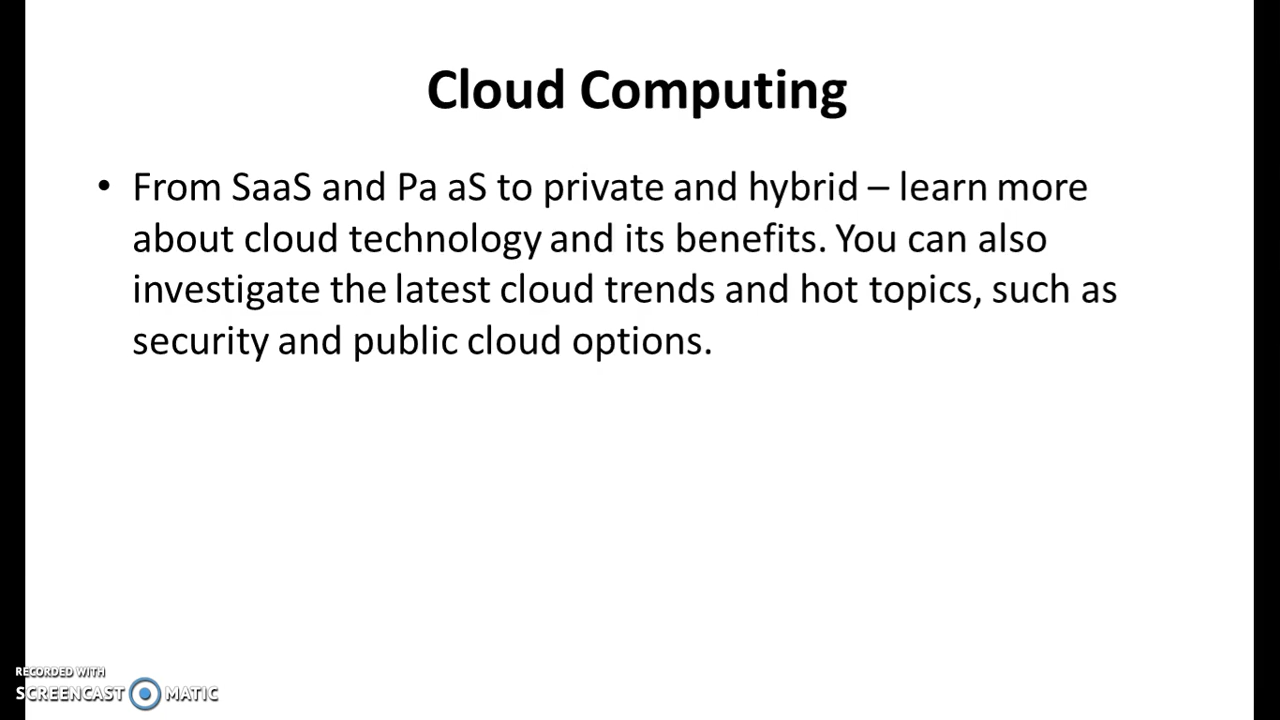 Cloud Computing
• From SaaS and Pa aS to private and hybrid – learn more
about cloud technology and its benefits. You can also
investigate the latest cloud trends and hot topics, such as
security and public cloud options.
RECORDED WITH
SCREENCAST MATIC